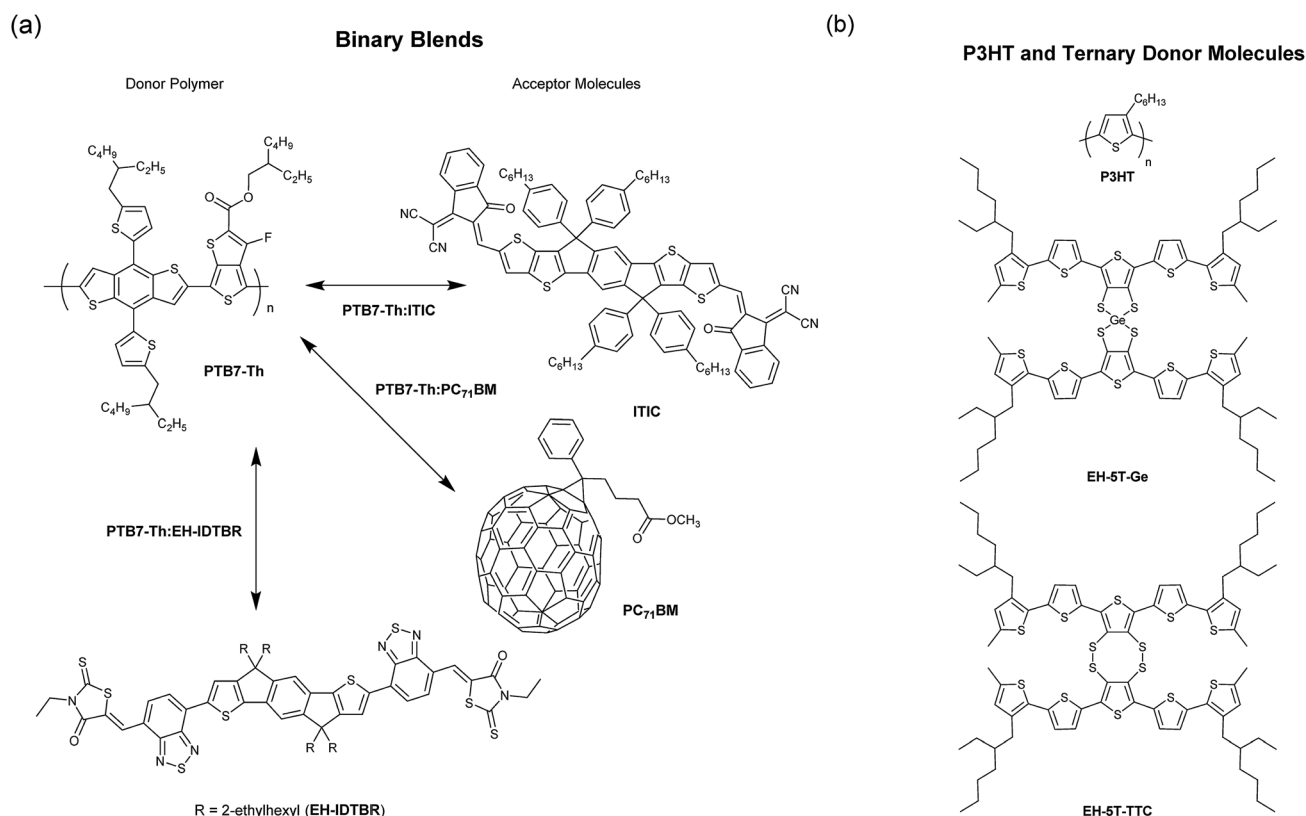 (a)
Binary Blends
Donor Polymer
Acceptor Molecules
C4H9
C2H5
C4H9
C2H5
O
O
S
S
F
S
S
S
S
n
C4H9
C2H5
PTB7-Th
PTB7-Th:ITIC
PTB7-Th:PC71BM
PTB7-Th:EH-IDTBR
C6H13
C6H13
NC
CN
O
S
S
S
S
CN
CN
O
C6H13
C6H13
ITIC
OCH3
O
PC71BM
S
N
S
O
N
S
N
S
R
R
S
R
R
N
S
N
O
N
S
S
R = 2-ethylhexyl (EH-IDTBR)
(b)
P3HT and Ternary Donor Molecules
C6H13
S
n
P3HT
S
S
S
S
S
S
S
Ge
S
S
S
S
S
S
S
EH-5T-Ge
S
S
S
S
S
S
S
S
S
S
S
S
S
S
EH-5T-TTC